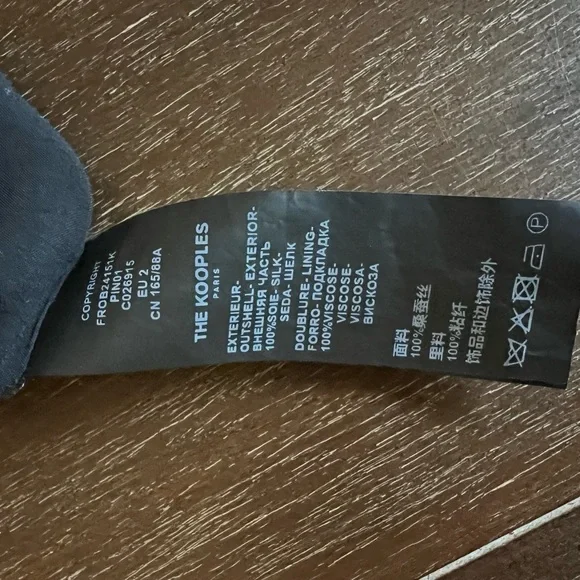 COPYRIGHT
FROB24151K
PIN01
C026915
EU 2
CN 165/88A
THE KOOPLES
PARIS
EXTERIEUR-
OUTSHELL- EXTERIOR-
ВНЕШНЯЯ ЧАСТЬ
100%SOIE- SILK-
SEDA- ШЕЛК
DOUBLURE- LINING-
FORRO- ПОДКЛАДКА
100%VISCOSE-
VISCOSE-
VISCOSA-
ВИСКОЗА
面料
100%桑蚕丝
里料
100%粘纤
饰品和边饰除外
P